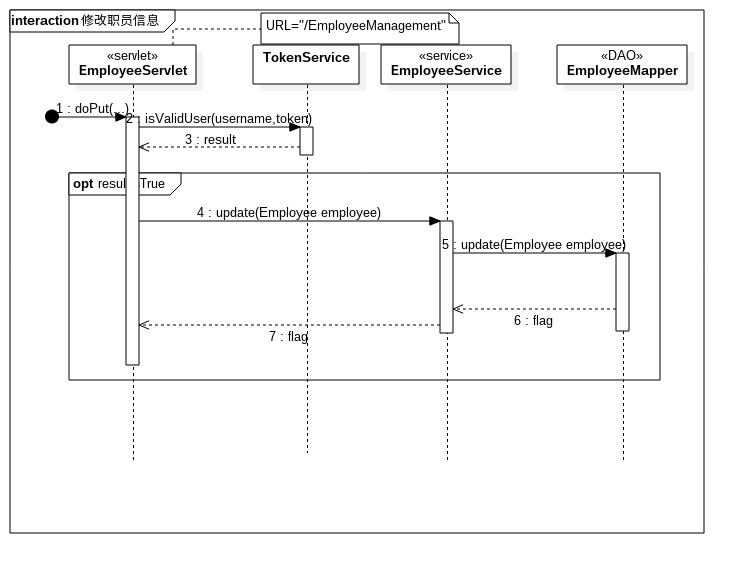 interaction 修改职员信息
URL="/EmployeeManagement"
«servlet»
EmployeeServlet
TokenService
«service»
EmployeeService
«DAO»
EmployeeMapper
1 : doPut(...)
2 : isValidUser(username,token)
3 : result
opt result=True
4 : update(Employee employee)
5 : update(Employee employee)
6 : flag
7 : flag